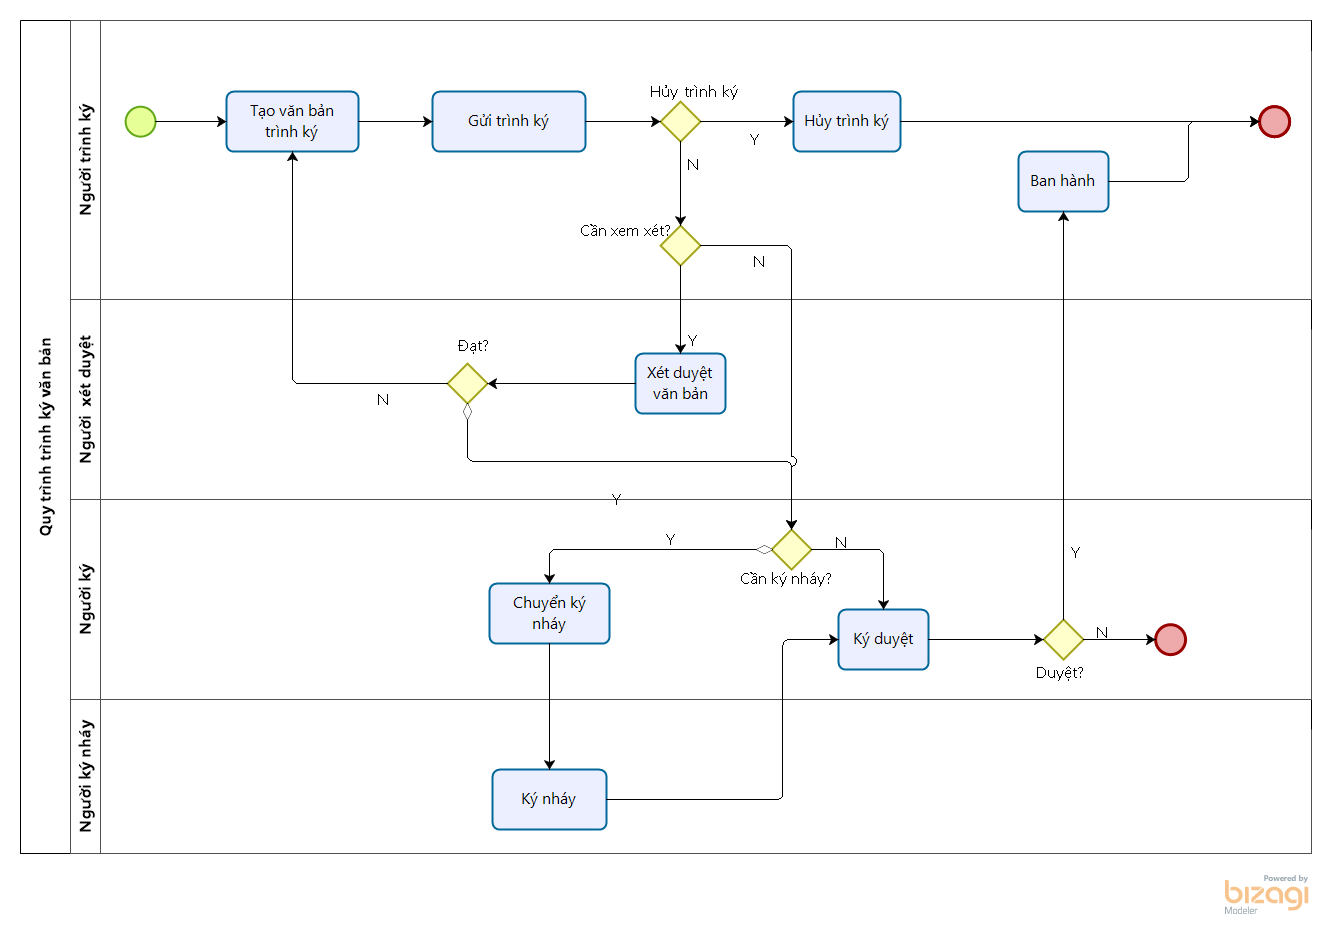 Quy trình trình ký văn bản
Người trình ký
Tạo văn bản
trình ký
Gửi trình ký
Hủy trình ký
Y
Hủy trình ký
N
Ban hành
Cần xem xét?
N
Y
Người  xét duyệt
Đạt?
Xét duyệt
văn bản
N
Y
Người ký
Y
N
Cần ký nháy?
Chuyển ký
nháy
Ký duyệt
Y
N
Duyệt?
Người ký nháy
Ký nháy
Powered by
bizagi
Modeler